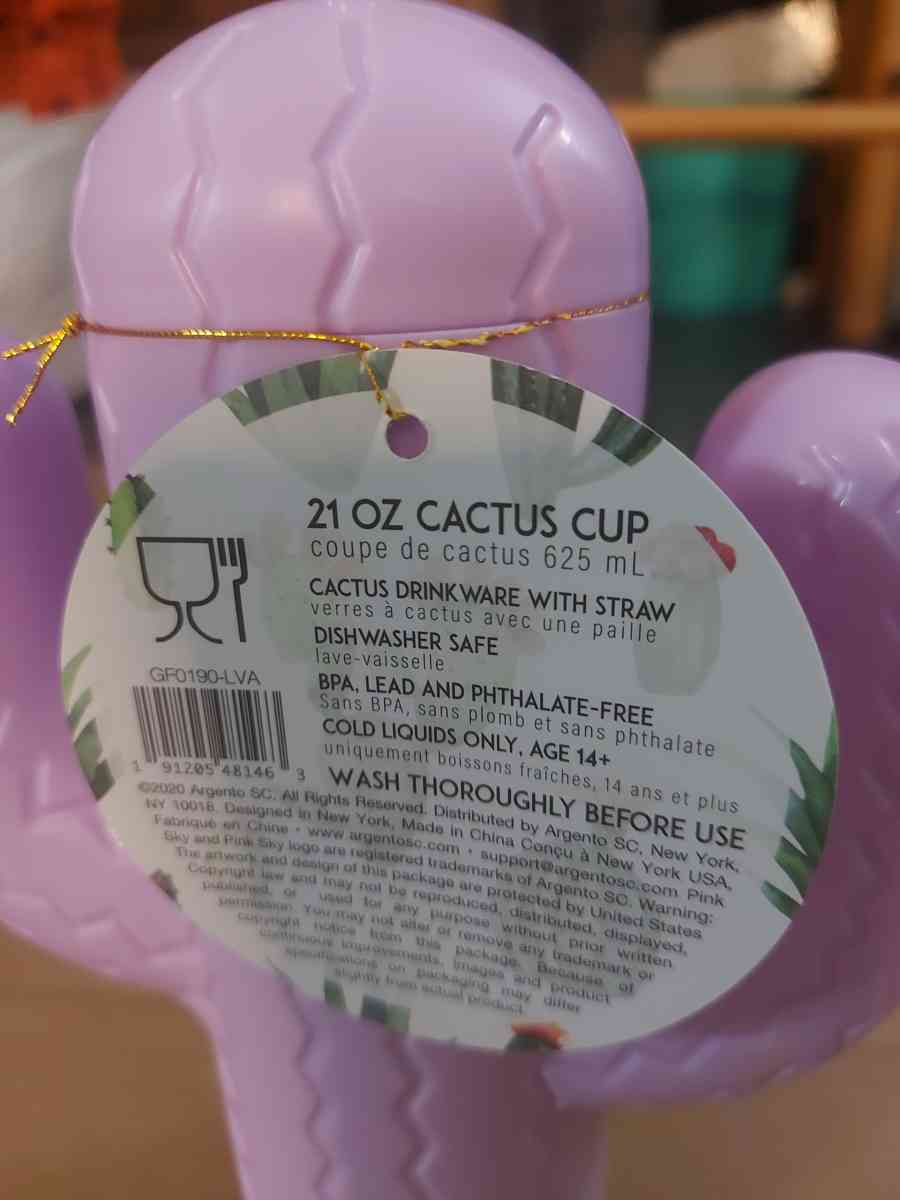 21 OZ CACTUS CUP
coupe de cactus 625 mL
CACTUS DRINKWARE WITH STRAW
verres à cactus avec une paille
DISHWASHER SAFE
lave-vaisselle
BPA, LEAD AND PHTHALATE-FREE
Sans BPA, sans plomb et sans phthalate
COLD LIQUIDS ONLY, AGE 14+
uniquement boissons fraîches, 14 ans et plus
WASH THOROUGHLY BEFORE USE
GF0190-LVA
1 91205 48146 3
©2020 Argento SC. All Rights Reserved. Distributed by Argento SC, New York,
NY 10018. Designed in New York, Made in China Conçu à New York USA,
Fabriqué en Chine • www.argentosc.com • support@argentosc.com Pink
Sky and Pink Sky logo are registered trademarks of Argento SC. Warning:
The artwork and design of this package are protected by United States
Copyright law and may not be reproduced, distributed, displayed,
published, or used for any purpose without prior written
permission. You may not alter or remove any trademark or
copyright notice from this package. Because of
continuous improvements, images and product
specifications on packaging may differ
slightly from actual product.